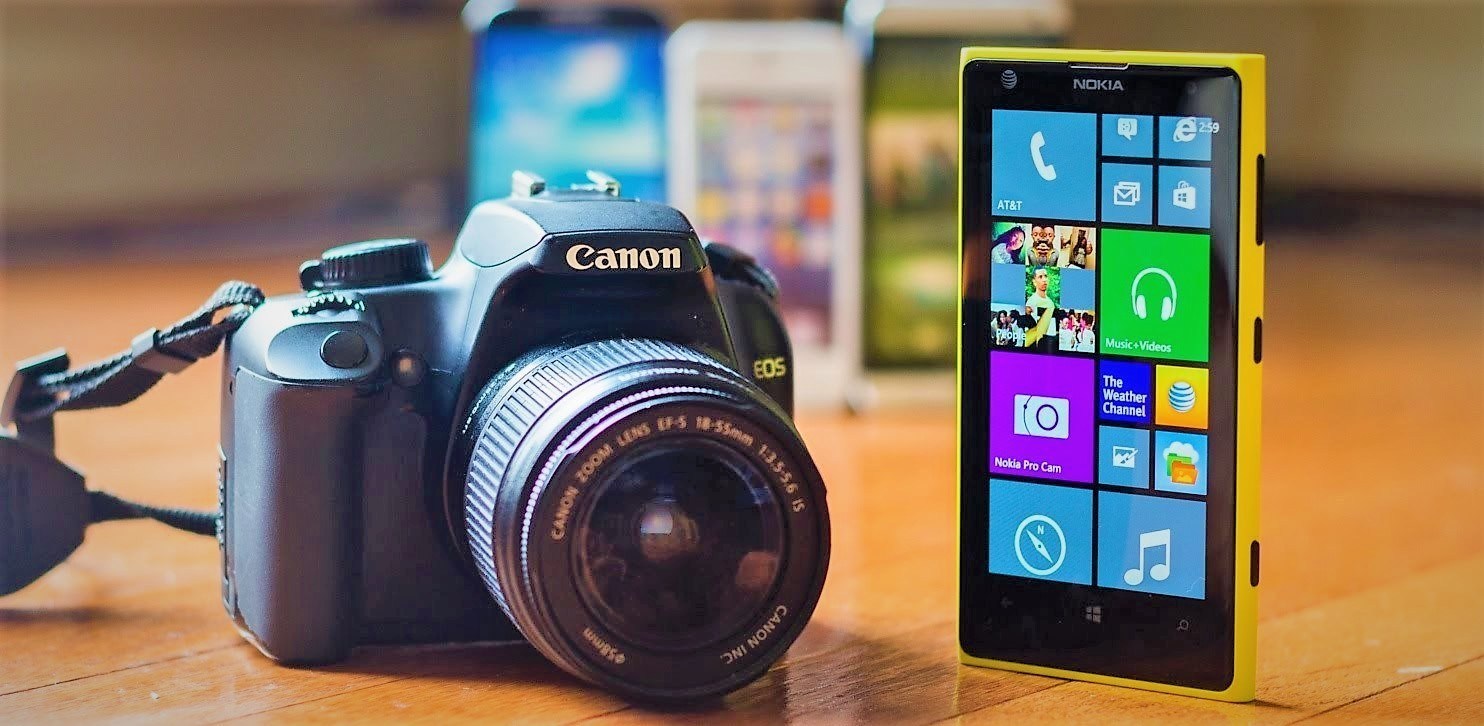 Canon
EOS
CANON ZOOM LENS EF-S 18-55mm 1:3.5-5.6 IS
CANON INC.
ø58mm
NOKIA
2:59
AT&T
People
Music+Videos
The
Weather
Channel
Nokia Pro Cam
N